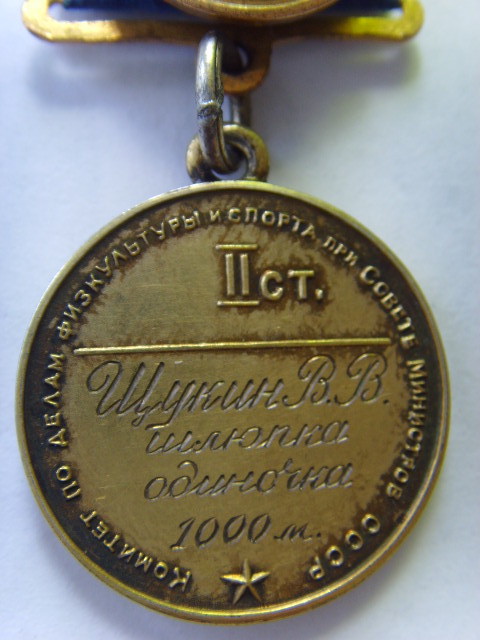 Комитет по делам физкультуры и спорта при Совете Министров СССР
II ст.
Щукин В. В.
шлюпка
одиночка
1000 м.